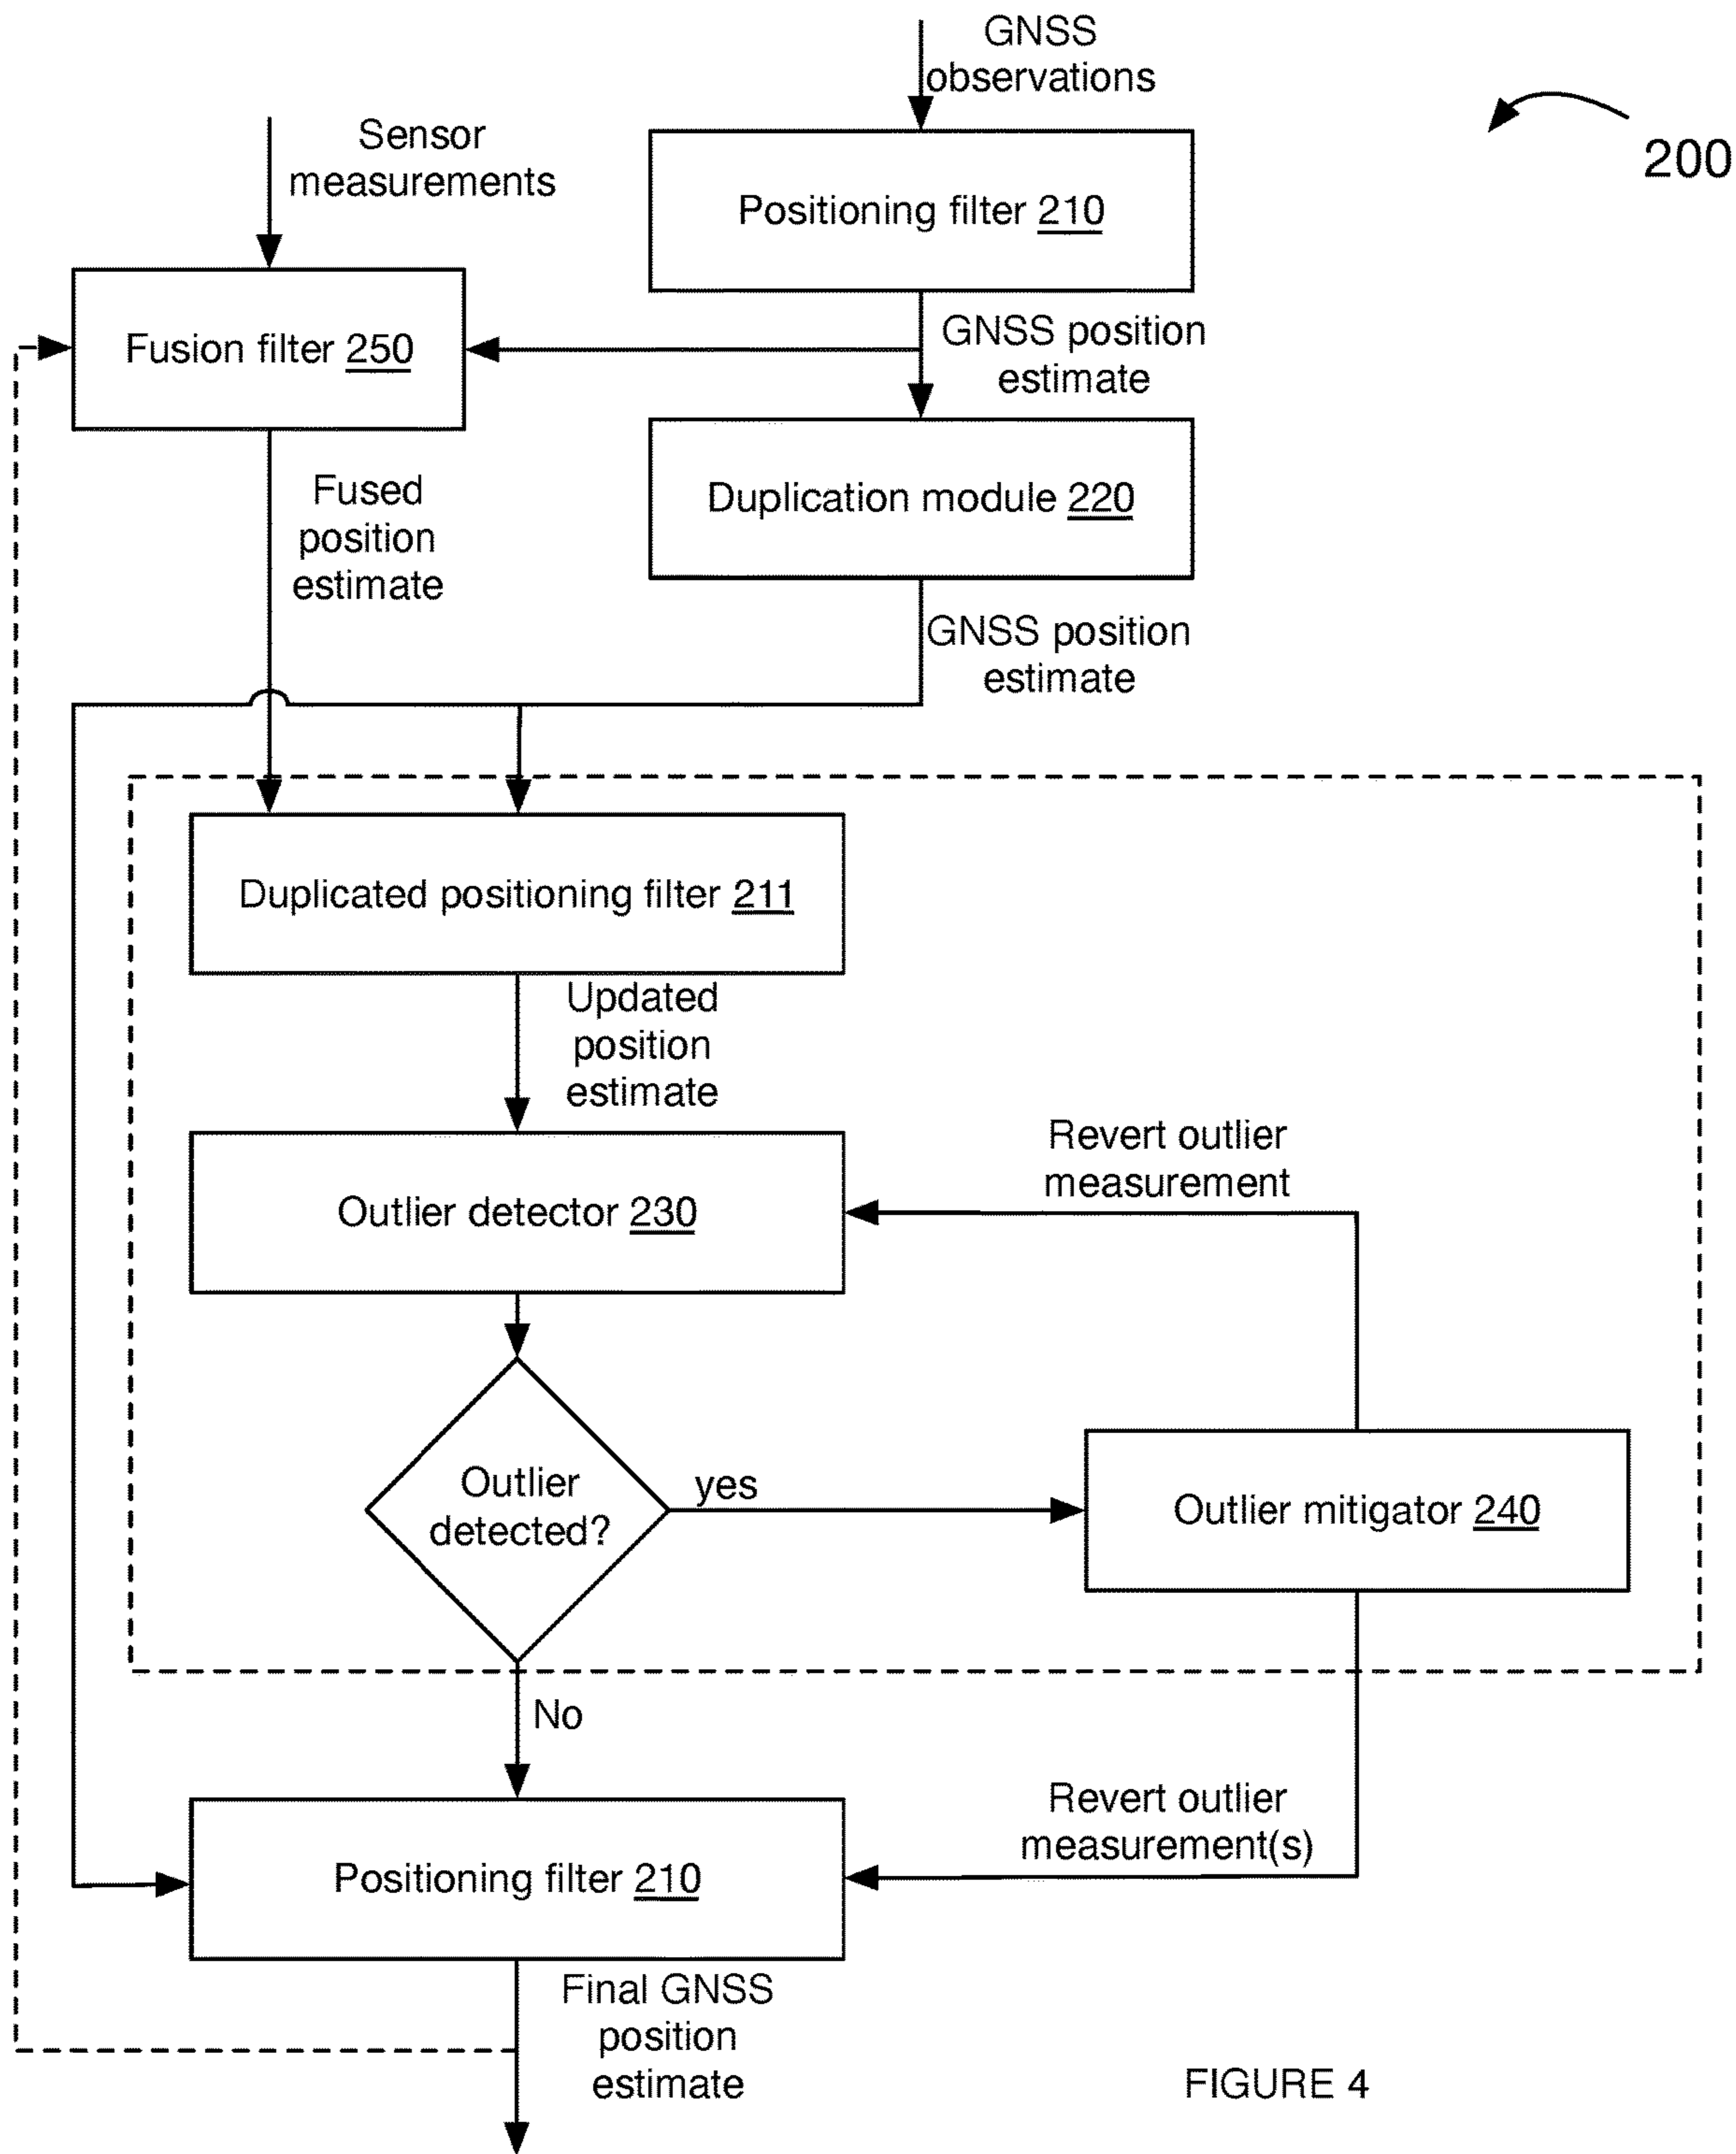 GNSS
observations
200
Sensor
measurements
Positioning filter 210
Fusion filter 250
GNSS position
estimate
Duplication module 220
Fused
position
estimate
GNSS position
estimate
Duplicated positioning filter 211
Updated
position
estimate
Revert outlier
measurement
Outlier detector 230
Outlier
detected?
yes
Outlier mitigator 240
No
Revert outlier
measurement(s)
Positioning filter 210
Final GNSS
position
estimate
FIGURE 4